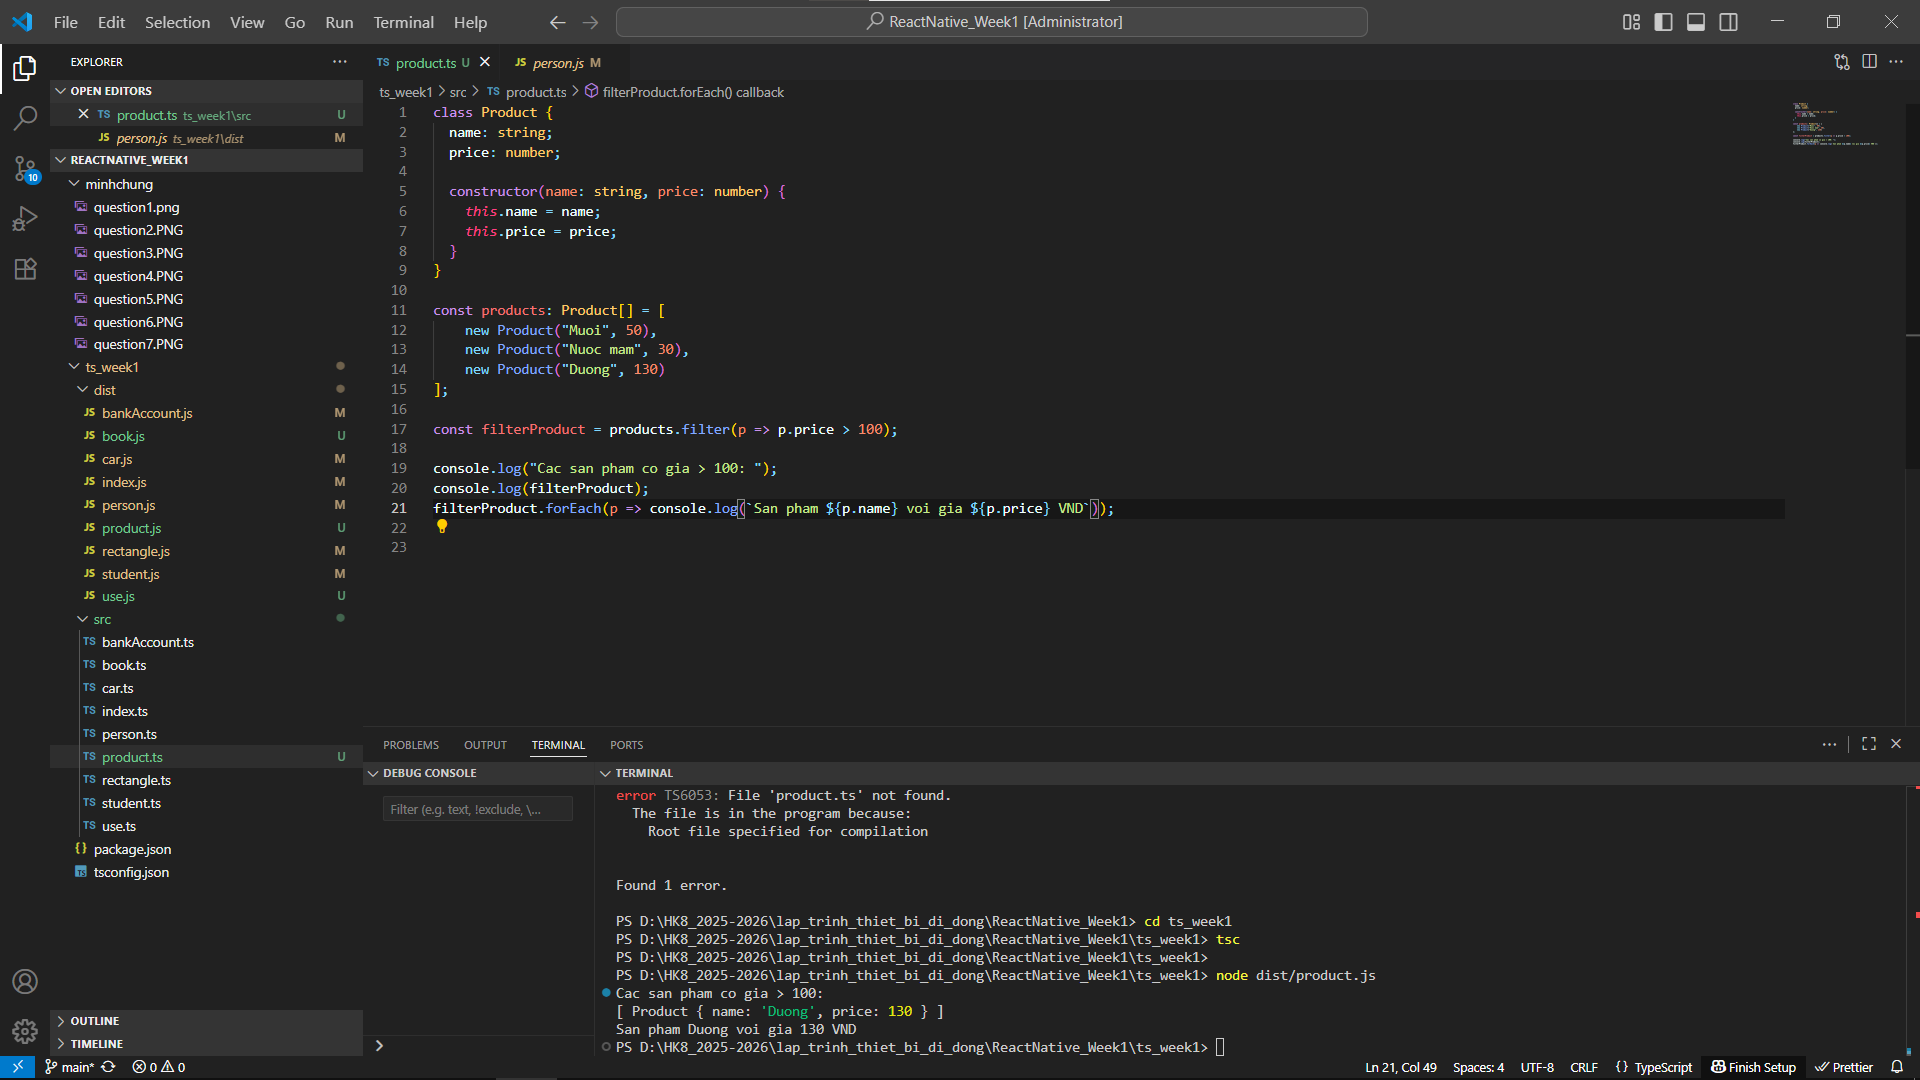 File Edit Selection View Go Run Terminal Help
ReactNative_Week1 [Administrator]
EXPLORER
OPEN EDITORS
TS product.ts ts_week1\src U
JS person.js ts_week1\dist M
REACTNATIVE_WEEK1
minhchung
question1.png
question2.PNG
question3.PNG
question4.PNG
question5.PNG
question6.PNG
question7.PNG
ts_week1
dist
JS bankAccount.js M
JS book.js U
JS car.js M
JS index.js M
JS person.js M
JS product.js U
JS rectangle.js M
JS student.js M
JS use.js U
src
TS bankAccount.ts
TS book.ts
TS car.ts
TS index.ts
TS person.ts
TS product.ts U
TS rectangle.ts
TS student.ts
TS use.ts
{} package.json
TS tsconfig.json
OUTLINE
TIMELINE
10
TS product.ts U
JS person.js M
ts_week1 > src > TS product.ts > filterProduct.forEach() callback
1 class Product {
2 name: string;
3 price: number;
4
5 constructor(name: string, price: number) {
6 this.name = name;
7 this.price = price;
8 }
9 }
10
11 const products: Product[] = [
12 new Product("Muoi", 50),
13 new Product("Nuoc mam", 30),
14 new Product("Duong", 130)
15 ];
16
17 const filterProduct = products.filter(p => p.price > 100);
18
19 console.log("Cac san pham co gia > 100: ");
20 console.log(filterProduct);
21 filterProduct.forEach(p => console.log(`San pham ${p.name} voi gia ${p.price} VND`));
22
23
PROBLEMS OUTPUT TERMINAL PORTS
DEBUG CONSOLE
Filter (e.g. text, !exclude, \...
TERMINAL
error TS6053: File 'product.ts' not found.
The file is in the program because:
Root file specified for compilation
Found 1 error.
PS D:\HK8_2025-2026\lap_trinh_thiet_bi_di_dong\ReactNative_Week1> cd ts_week1
PS D:\HK8_2025-2026\lap_trinh_thiet_bi_di_dong\ReactNative_Week1\ts_week1> tsc
PS D:\HK8_2025-2026\lap_trinh_thiet_bi_di_dong\ReactNative_Week1\ts_week1>
PS D:\HK8_2025-2026\lap_trinh_thiet_bi_di_dong\ReactNative_Week1\ts_week1> node dist/product.js
Cac san pham co gia > 100:
[ Product { name: 'Duong', price: 130 } ]
San pham Duong voi gia 130 VND
PS D:\HK8_2025-2026\lap_trinh_thiet_bi_di_dong\ReactNative_Week1\ts_week1>
main* 0 0 Ln 21, Col 49 Spaces: 4 UTF-8 CRLF {} TypeScript Finish Setup Prettier